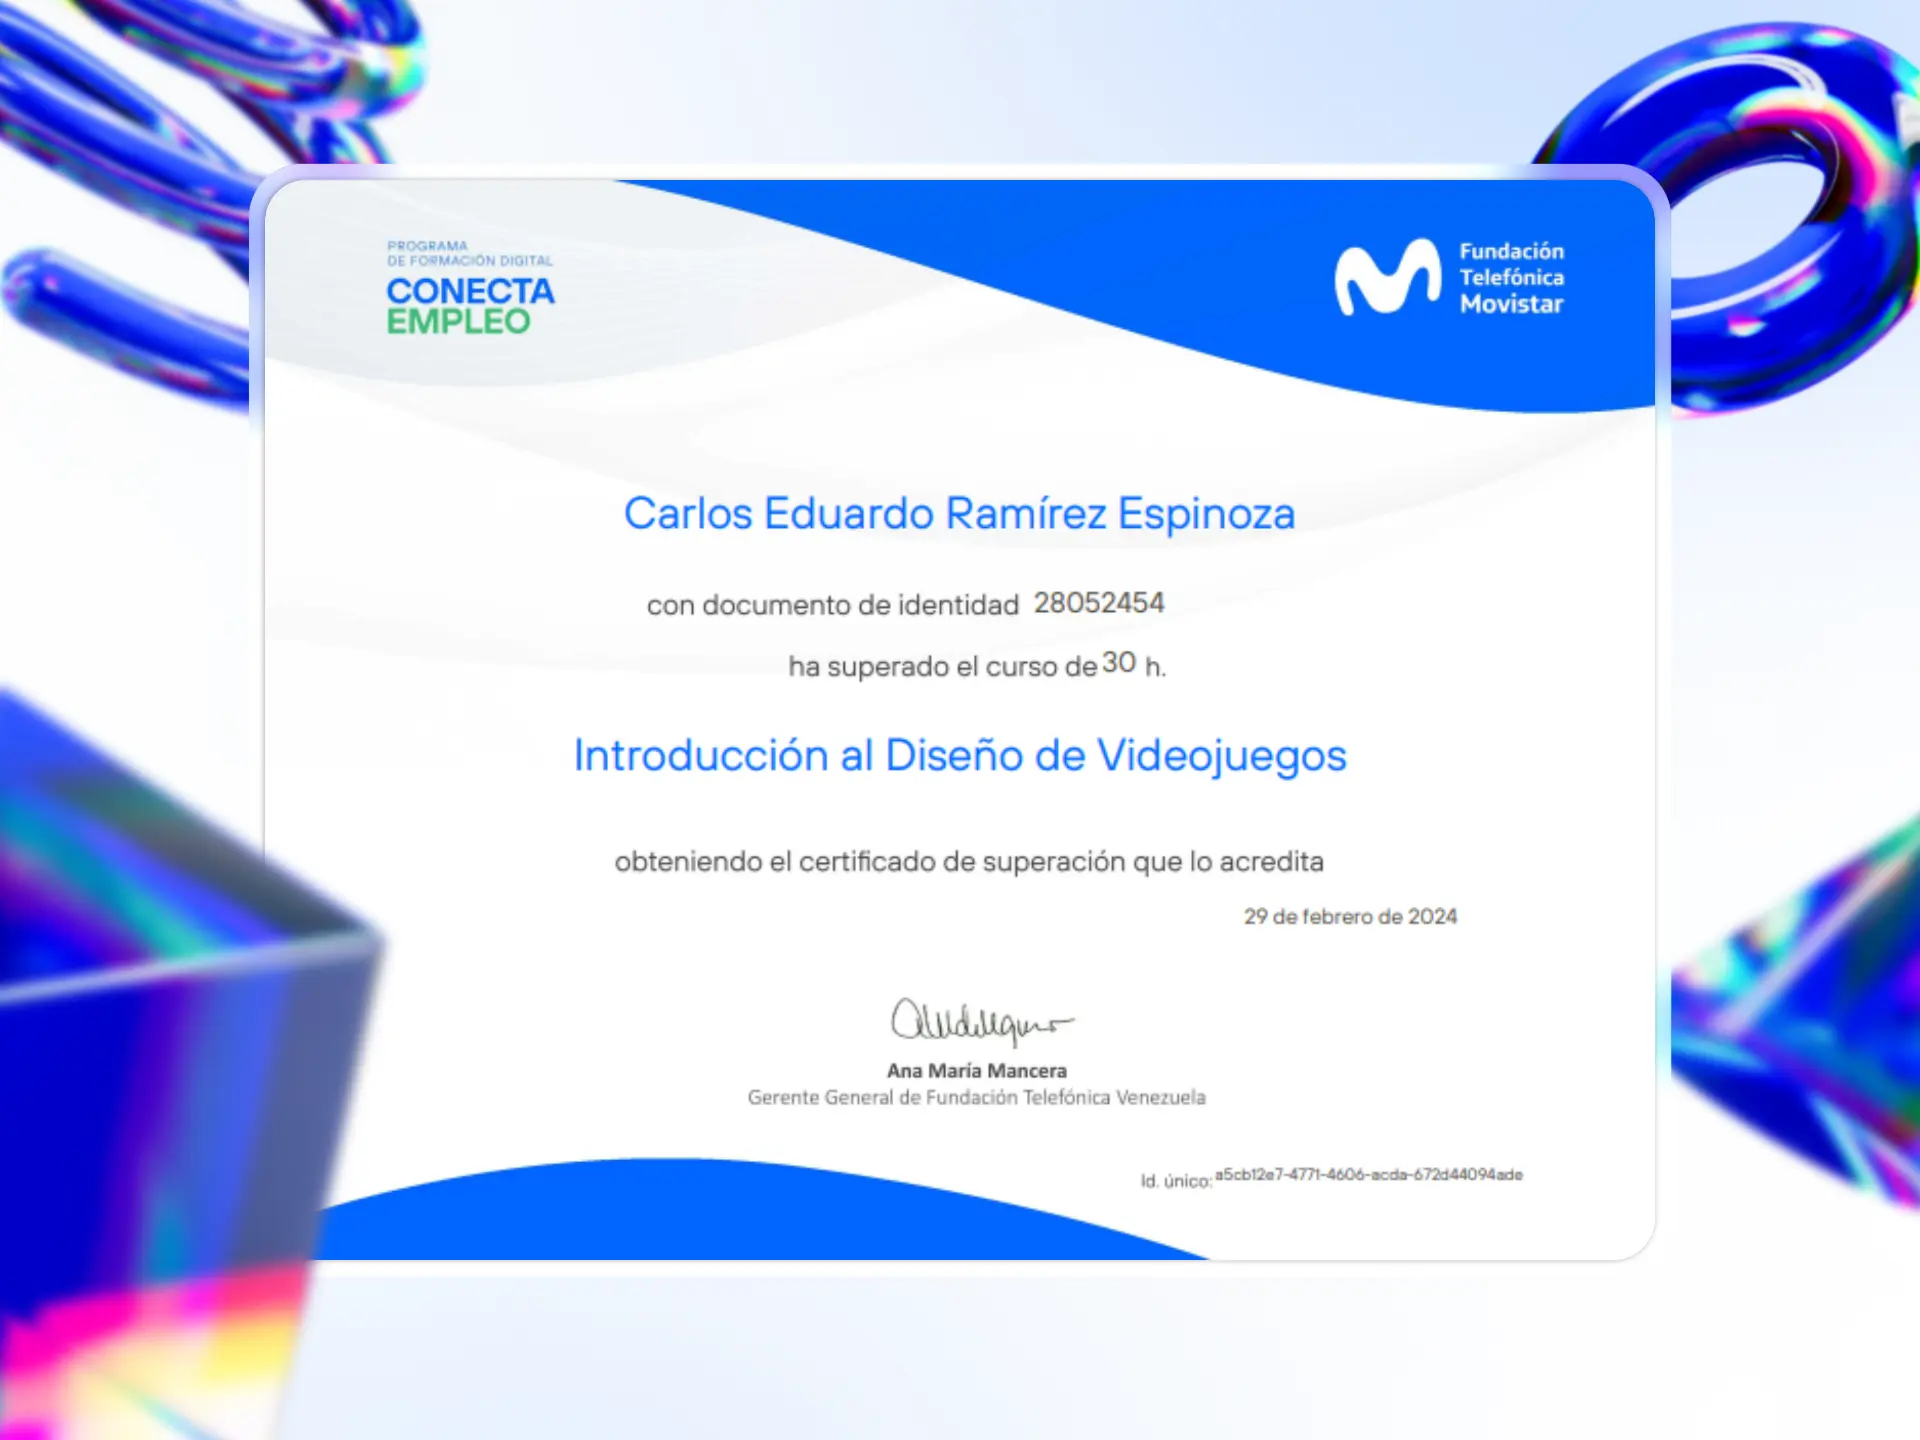 PROGRAMA
DE FORMACIÓN DIGITAL
CONECTA
EMPLEO
Fundación
Telefónica
Movistar
Carlos Eduardo Ramírez Espinoza
con documento de identidad 28052454
ha superado el curso de 30 h.
Introducción al Diseño de Videojuegos
obteniendo el certificado de superación que lo acredita
29 de febrero de 2024
Ana María Mancera
Gerente General de Fundación Telefónica Venezuela
Id. único: a5cb12e7-4771-4606-acda-672d44094ade